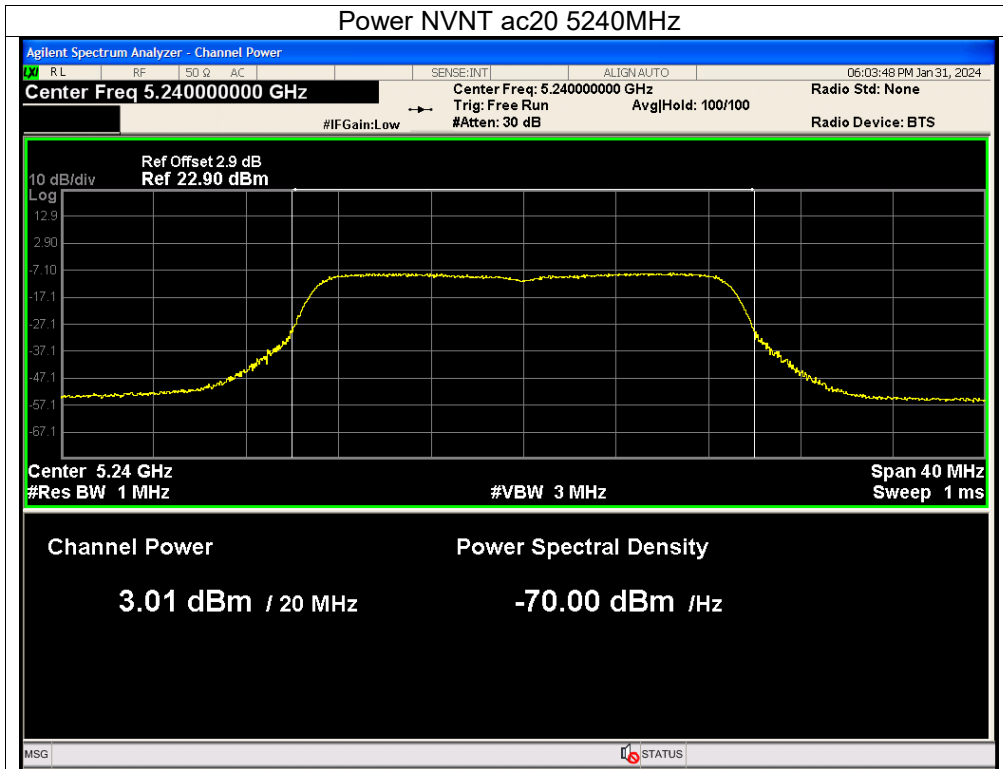 Power NVNT ac20 5240MHz
Agilent Spectrum Analyzer - Channel Power
LXI RL RF 50 Ω AC SENSE:INT ALIGNAUTO 06:03:48 PM Jan 31, 2024
Center Freq 5.240000000 GHz Center Freq: 5.240000000 GHz Radio Std: None
Trig: Free Run Avg|Hold: 100/100
#IFGain:Low #Atten: 30 dB Radio Device: BTS
Ref Offset 2.9 dB
10 dB/div Ref 22.90 dBm
Log
12.9
2.90
-7.10
-17.1
-27.1
-37.1
-47.1
-57.1
-67.1
Center 5.24 GHz Span 40 MHz
#Res BW 1 MHz #VBW 3 MHz Sweep 1 ms
Channel Power Power Spectral Density
3.01 dBm / 20 MHz -70.00 dBm /Hz
MSG STATUS